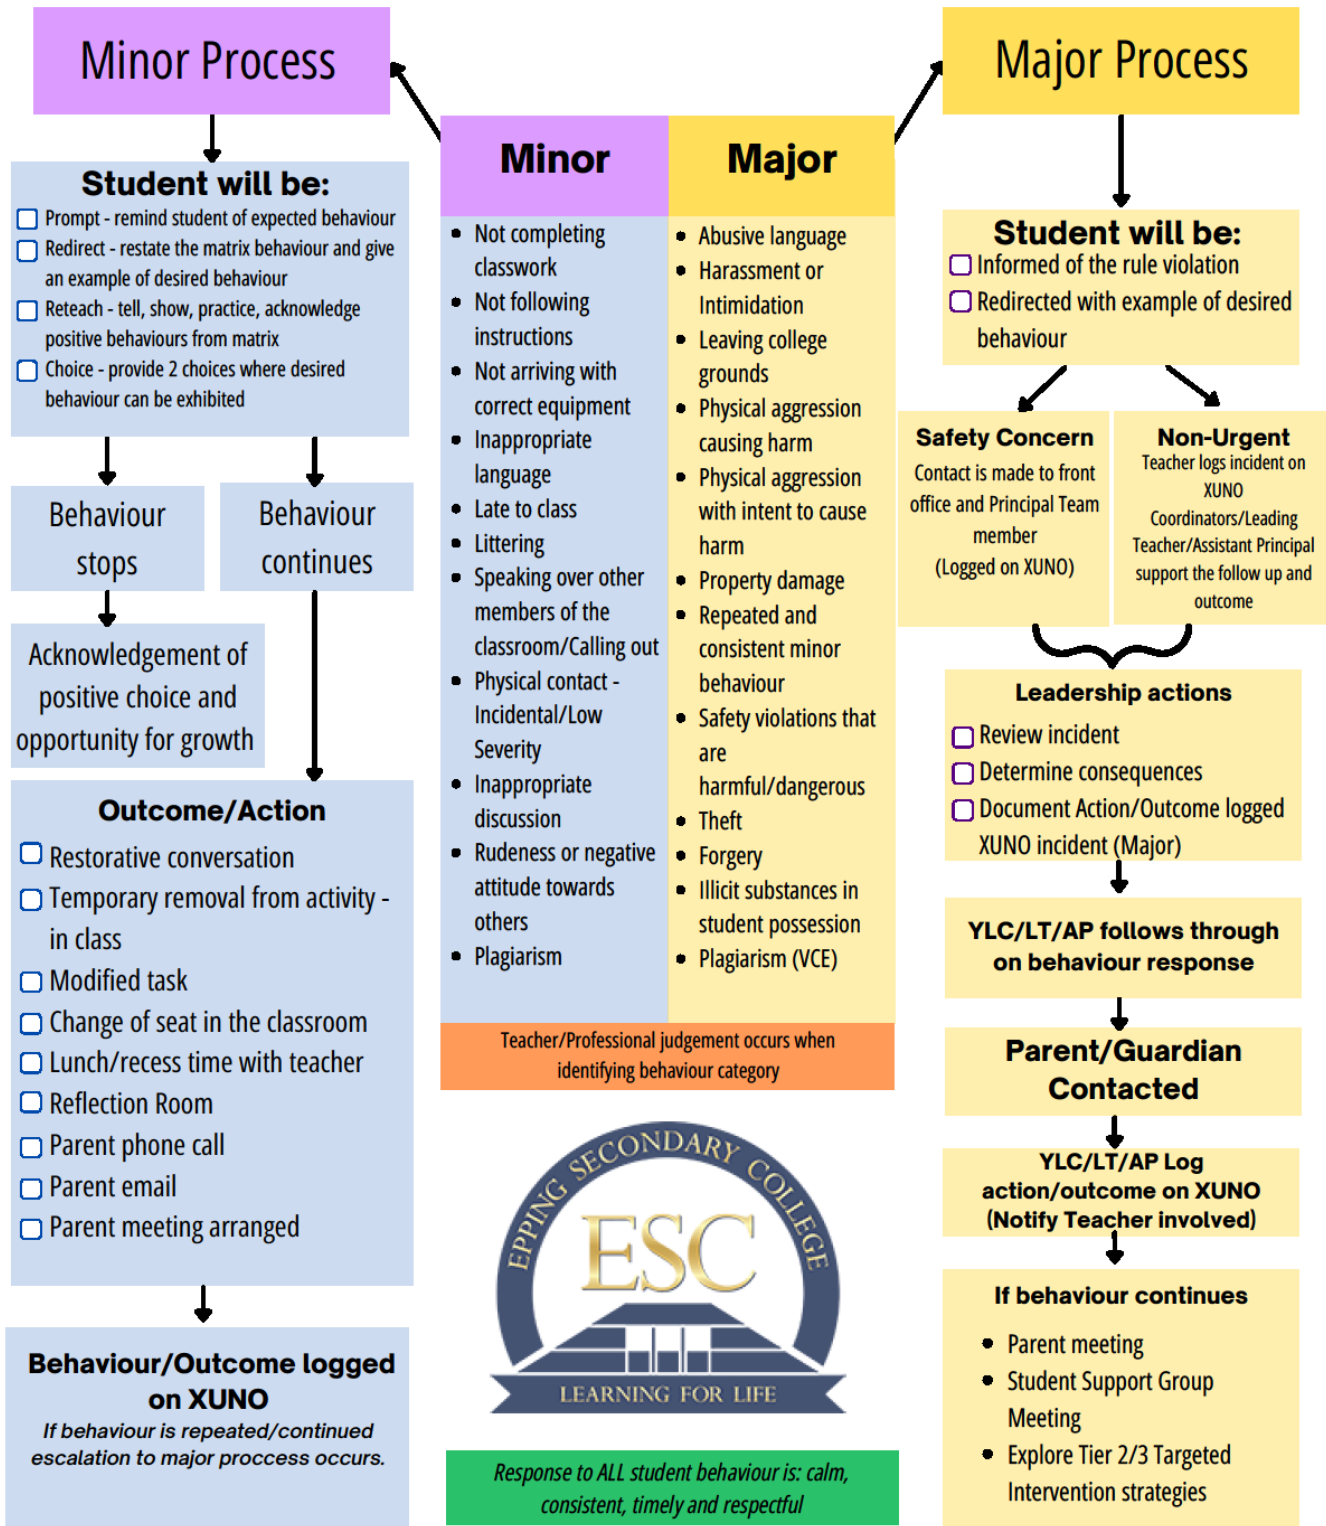 Minor Process
Student will be:
Prompt - remind student of expected behaviour
Redirect - restate the matrix behaviour and give
an example of desired behaviour
Reteach - tell, show, practice, acknowledge
positive behaviours from matrix
Choice - provide 2 choices where desired
behaviour can be exhibited
Behaviour
stops
Behaviour
continues
Acknowledgement of
positive choice and
opportunity for growth
Outcome/Action
Restorative conversation
Temporary removal from activity -
in class
Modified task
Change of seat in the classroom
Lunch/recess time with teacher
Reflection Room
Parent phone call
Parent email
Parent meeting arranged
Behaviour/Outcome logged
on XUNO
If behaviour is repeated/continued
escalation to major proccess occurs.
Minor
• Not completing
classwork
• Not following
instructions
• Not arriving with
correct equipment
• Inappropriate
language
• Late to class
• Littering
• Speaking over other
members of the
classroom/Calling out
• Physical contact -
Incidental/Low
Severity
• Inappropriate
discussion
• Rudeness or negative
attitude towards
others
• Plagiarism
Major
• Abusive language
• Harassment or
Intimidation
• Leaving college
grounds
• Physical aggression
causing harm
• Physical aggression
with intent to cause
harm
• Property damage
• Repeated and
consistent minor
behaviour
• Safety violations that
are
harmful/dangerous
• Theft
• Forgery
• Illicit substances in
student possession
• Plagiarism (VCE)
Teacher/Professional judgement occurs when
identifying behaviour category
EPPING SECONDARY COLLEGE
ESC
LEARNING FOR LIFE
Response to ALL student behaviour is: calm,
consistent, timely and respectful
Major Process
Student will be:
Informed of the rule violation
Redirected with example of desired
behaviour
Safety Concern
Contact is made to front
office and Principal Team
member
(Logged on XUNO)
Non-Urgent
Teacher logs incident on
XUNO
Coordinators/Leading
Teacher/Assistant Principal
support the follow up and
outcome
Leadership actions
Review incident
Determine consequences
Document Action/Outcome logged
XUNO incident (Major)
YLC/LT/AP follows through
on behaviour response
Parent/Guardian
Contacted
YLC/LT/AP Log
action/outcome on XUNO
(Notify Teacher involved)
If behaviour continues
• Parent meeting
• Student Support Group
Meeting
• Explore Tier 2/3 Targeted
Intervention strategies